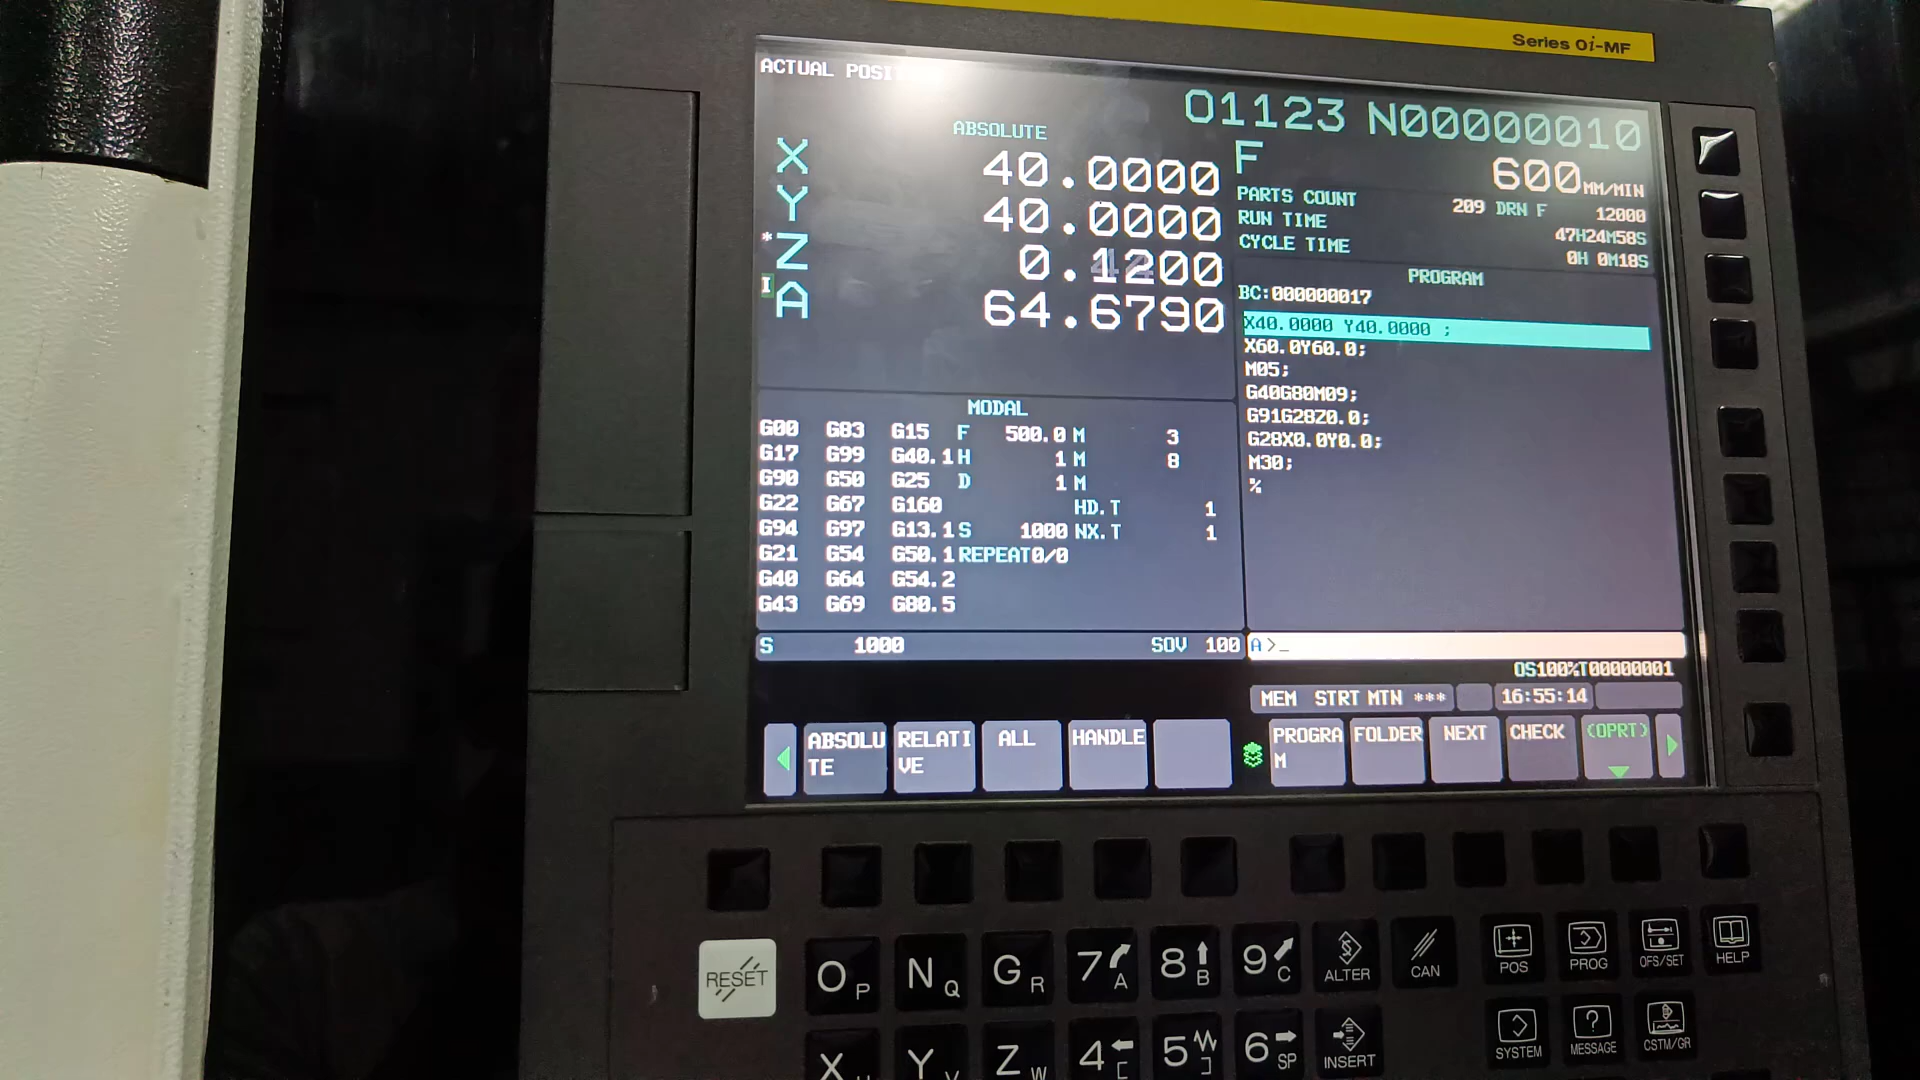 Series 0i-MF
ACTUAL POSI
O1123 N00000010
ABSOLUTE
X 40.0000
Y 40.0000
* Z 0.1200
I A 64.6790
F 600MM/MIN
PARTS COUNT 209 DRN F 12000
RUN TIME 47H24M58S
CYCLE TIME 0H 0M18S
PROGRAM
BC:000000017
X40.0000 Y40.0000 ;
X60.0Y60.0;
M05;
G40G80M09;
G91G28Z0.0;
G28X0.0Y0.0;
M30;
%
MODAL
G00 G83 G15 F 500.0 M 3
G17 G99 G40.1 H 1 M 8
G90 G50 G25 D 1 M
G22 G67 G160 HD.T 1
G94 G97 G13.1 S 1000 NX.T 1
G21 G54 G50.1 REPEAT0/0
G40 G64 G54.2
G43 G69 G80.5
S 1000 SOV 100
A >_
OS100%T00000001
MEM STRT MTN *** 16:55:14
ABSOLU
TE
RELATI
VE
ALL
HANDLE
PROGRA
M
FOLDER
NEXT
CHECK
(OPRT)
RESET
O P
N Q
G R
7 A
8 B
9 C
ALTER
CAN
POS
PROG
OFS/SET
HELP
X
Y
Z W
4 [
5 ]
6 SP
INSERT
SYSTEM
MESSAGE
CSTM/GR